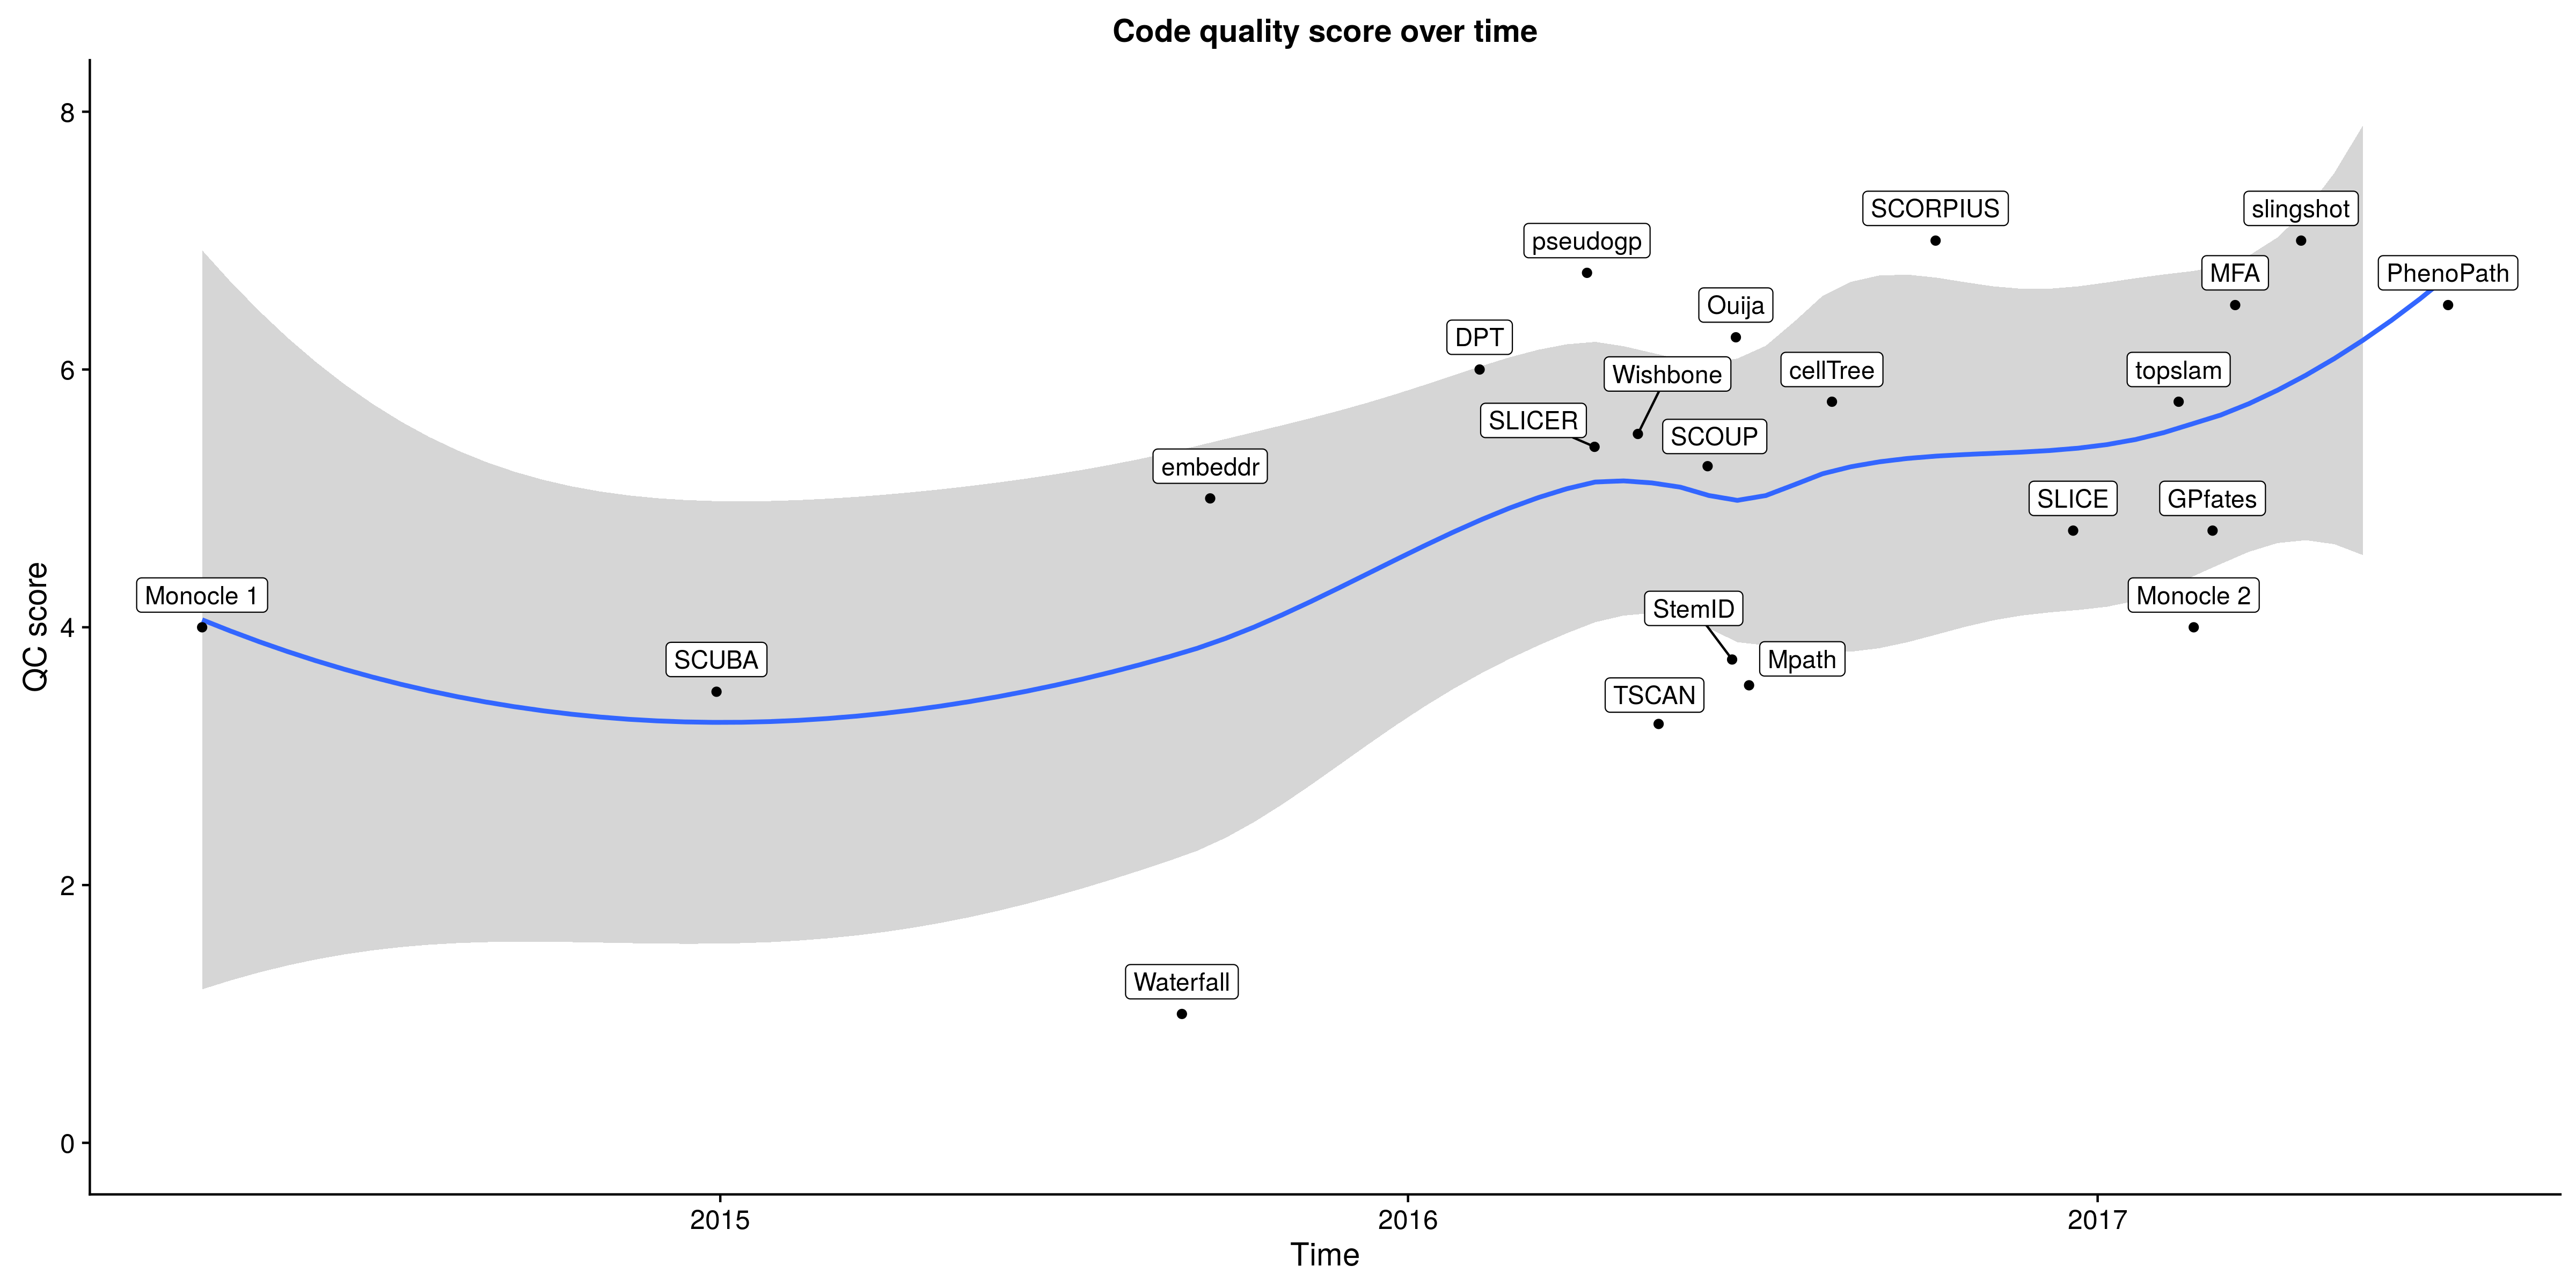 Code quality score over time
8
6
4
2
0
QC score
SCORPIUS
slingshot
pseudogp
MFA
PhenoPath
Ouija
DPT
Wishbone
cellTree
topslam
SLICER
SCOUP
embeddr
SLICE
GPfates
Monocle 1
StemID
Monocle 2
SCUBA
Mpath
TSCAN
Waterfall
2015
2016
2017
Time